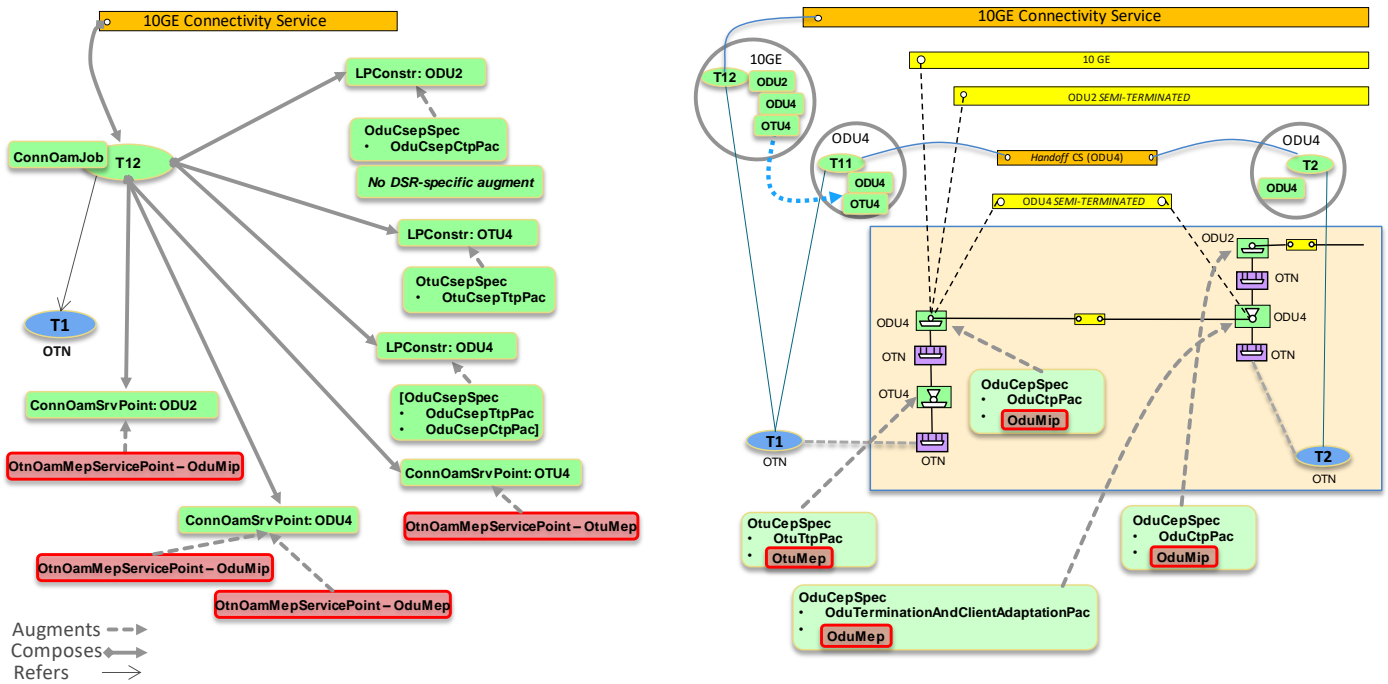 10GE Connectivity Service
LPConstr: ODU2
OduCsepSpec
• OduCsepCtpPac
No DSR-specific augment
ConnOamJob
T12
LPConstr: OTU4
OtuCsepSpec
• OtuCsepTtpPac
T1
OTN
LPConstr: ODU4
[OduCsepSpec
• OduCsepTtpPac
• OduCsepCtpPac]
ConnOamSrvPoint: ODU2
OtnOamMepServicePoint – OduMip
ConnOamSrvPoint: OTU4
OtnOamMepServicePoint – OtuMep
ConnOamSrvPoint: ODU4
OtnOamMepServicePoint – OduMip
OtnOamMepServicePoint – OduMep
Augments
Composes
Refers
10GE Connectivity Service
10GE
T12
ODU2
ODU4
OTU4
10 GE
ODU2 SEMI-TERMINATED
ODU4
T11
ODU4
OTU4
Handoff CS (ODU4)
ODU4
T2
ODU4
ODU4 SEMI-TERMINATED
ODU2
OTN
ODU4
ODU4
OTN
OTN
OTU4
OTN
OduCepSpec
• OduCtpPac
• OduMip
T1
OTN
T2
OTN
OtuCepSpec
• OtuTtpPac
• OtuMep
OduCepSpec
• OduCtpPac
• OduMip
OduCepSpec
• OduTerminationAndClientAdaptationPac
• OduMep